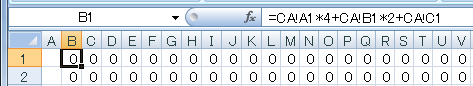 B1 fx =CA!A1*4+CA!B1*2+CA!C1
A B C D E F G H I J K L M N O P Q R S T U V
1 0 0 0 0 0 0 0 0 0 0 0 0 0 0 0 0 0 0 0 0 0
2 0 0 0 0 0 0 0 0 0 0 0 0 0 0 0 0 0 0 0 0 0